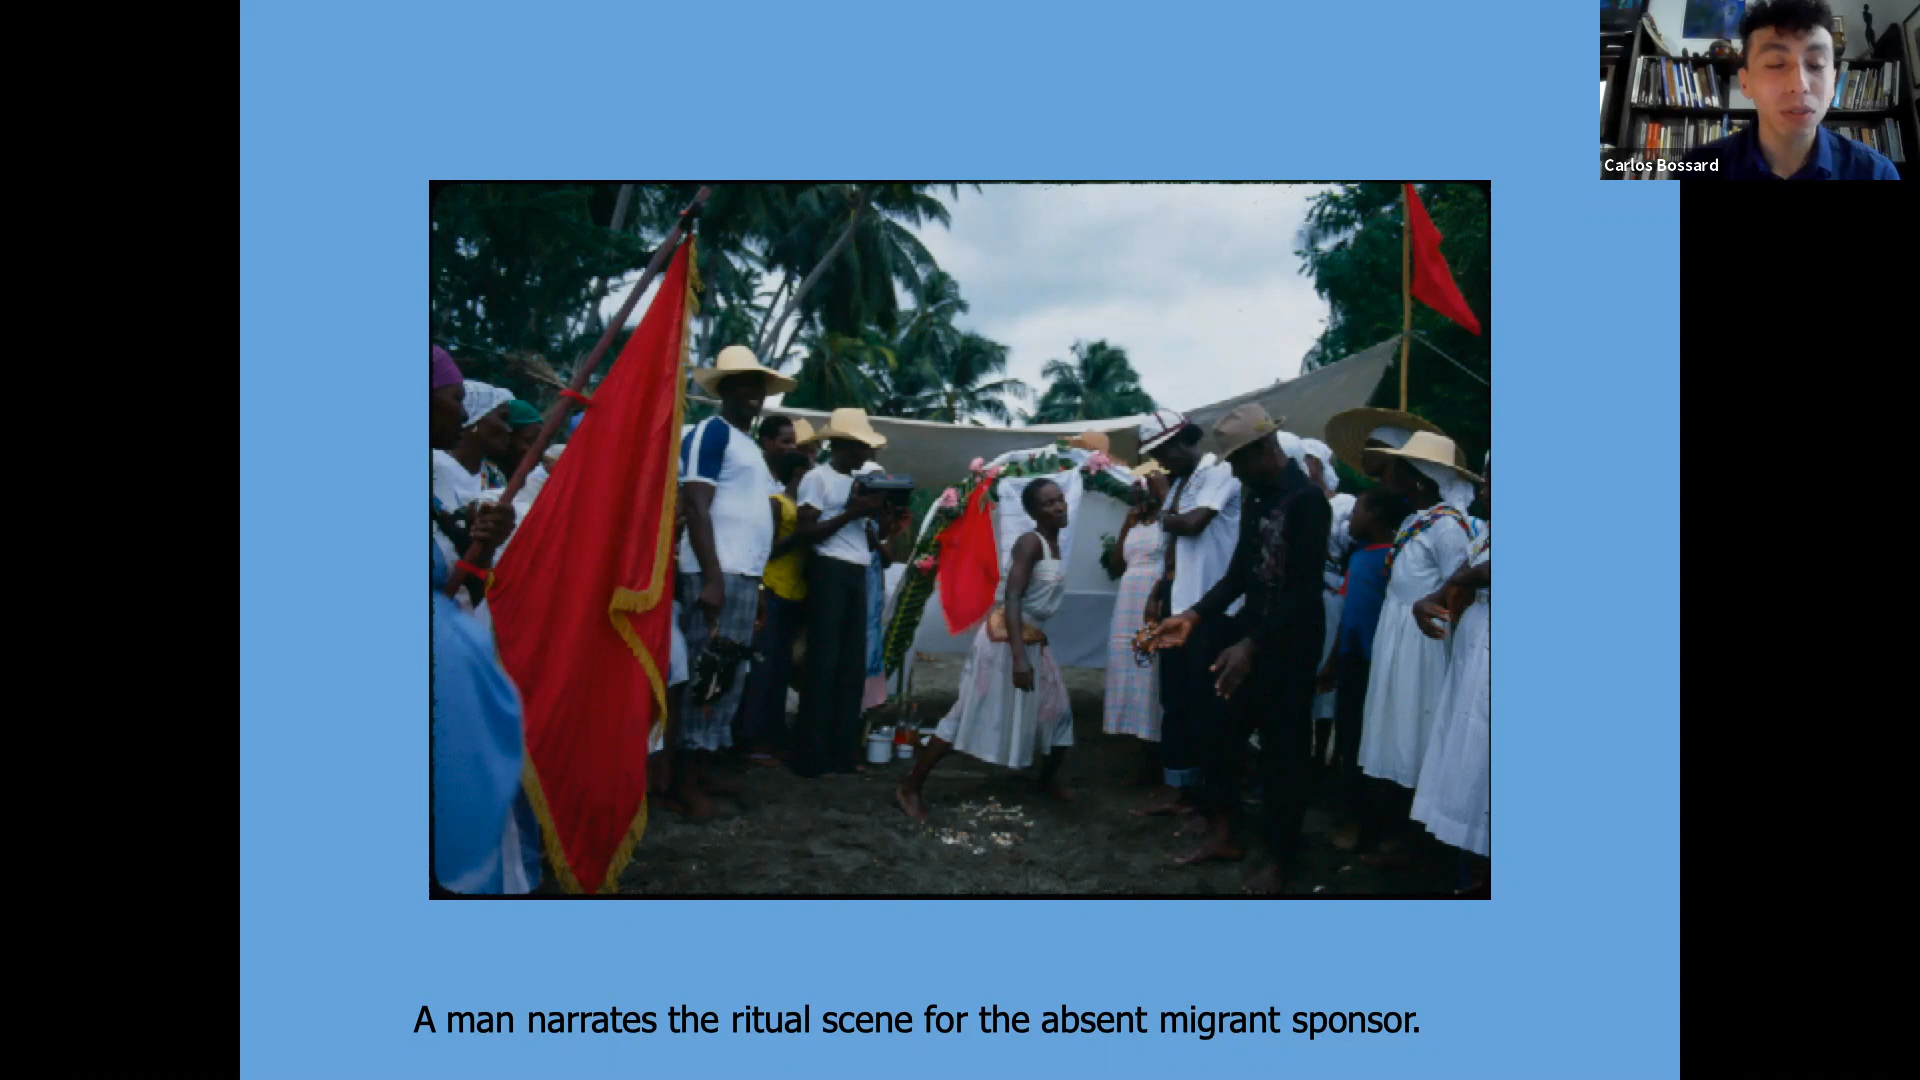 Carlos Bossard
A man narrates the ritual scene for the absent migrant sponsor.